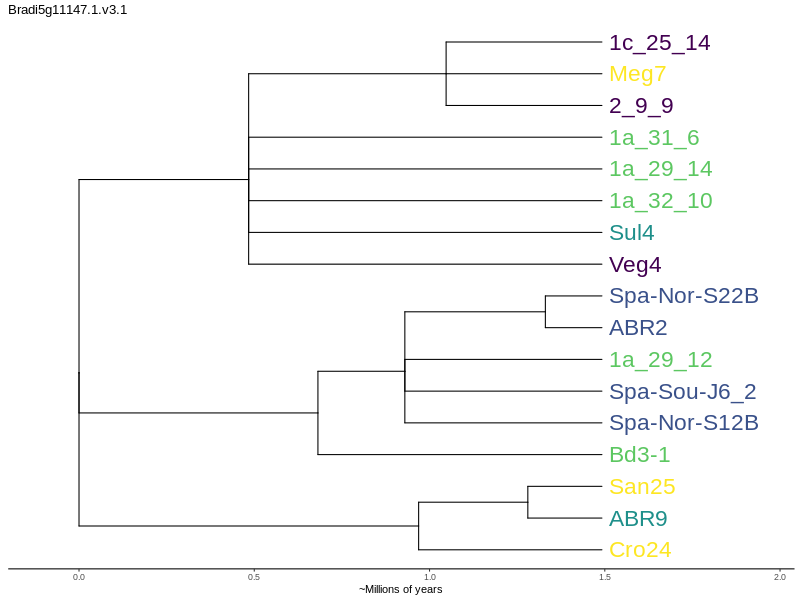 Bradi5g11147.1.v3.1
1c_25_14
Meg7
2_9_9
1a_31_6
1a_29_14
1a_32_10
Sul4
Veg4
Spa-Nor-S22B
ABR2
1a_29_12
Spa-Sou-J6_2
Spa-Nor-S12B
Bd3-1
San25
ABR9
Cro24
0.0 0.5 1.0 1.5 2.0
~Millions of years